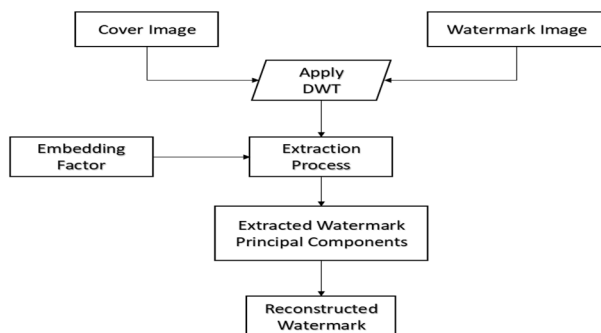 Cover Image
Watermark Image
Apply
DWT
Embedding
Factor
Extraction
Process
Extracted Watermark
Principal Components
Reconstructed
Watermark